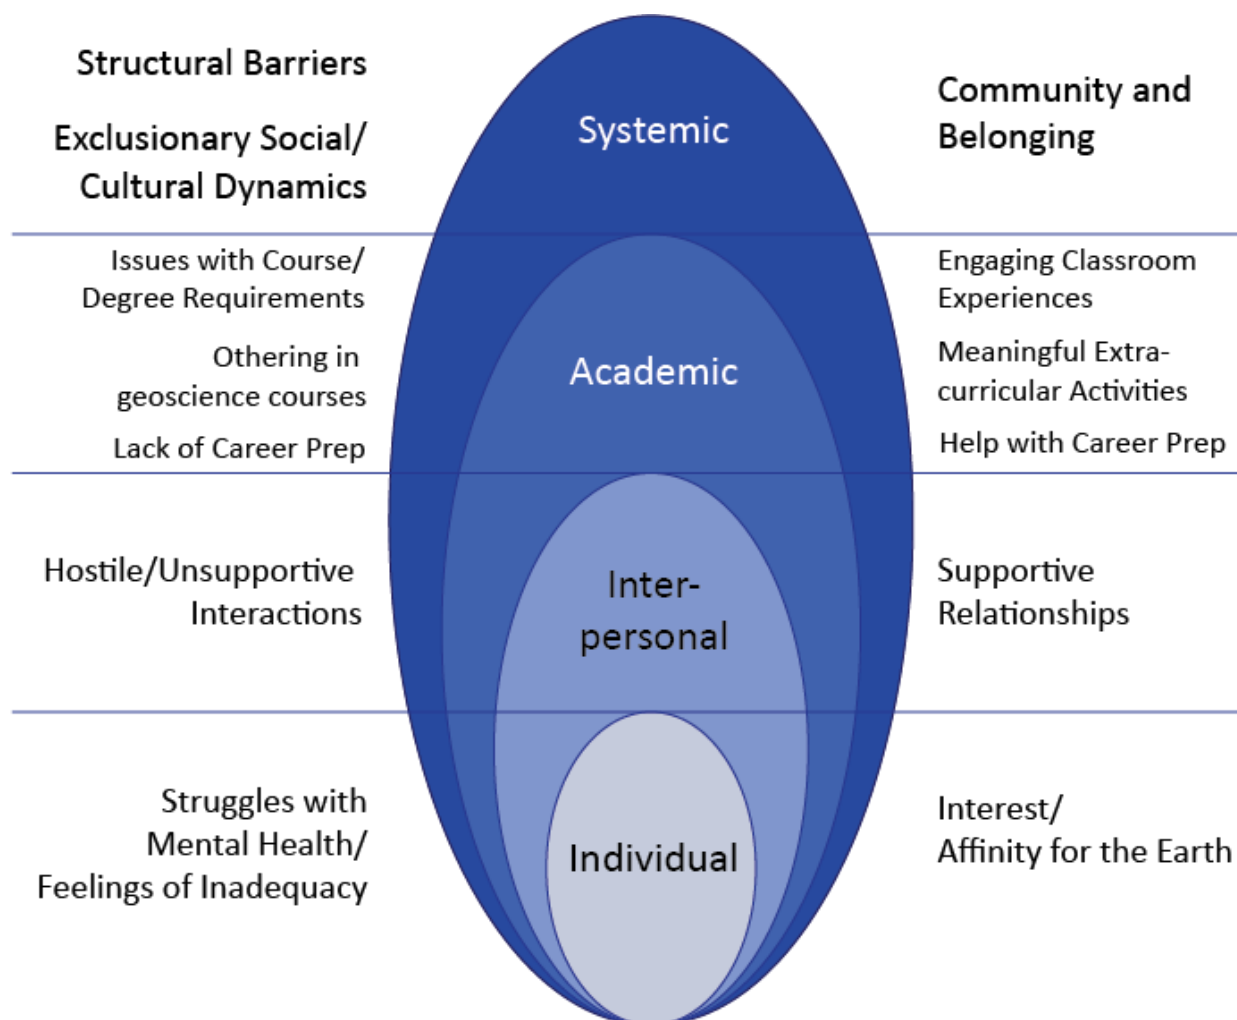 Structural Barriers
Exclusionary Social/
Cultural Dynamics
Systemic
Community and
Belonging
Issues with Course/
Degree Requirements
Othering in
geoscience courses
Lack of Career Prep
Academic
Engaging Classroom
Experiences
Meaningful Extra-
curricular Activities
Help with Career Prep
Hostile/Unsupportive
Interactions
Inter-
personal
Supportive
Relationships
Struggles with
Mental Health/
Feelings of Inadequacy
Individual
Interest/
Affinity for the Earth